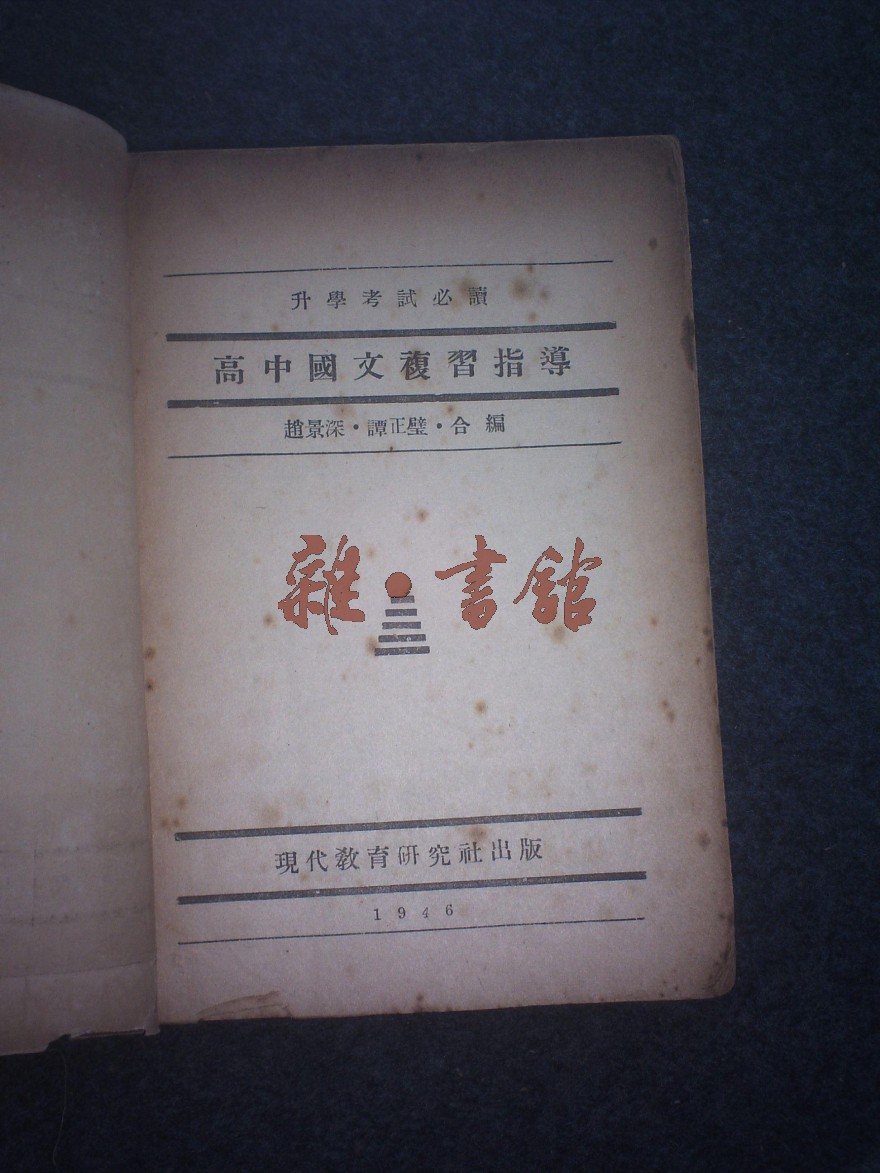 升學考試必讀
高中國文複習指導
趙景深·譚正璧·合編
雜·書館
現代教育研究社出版
1946